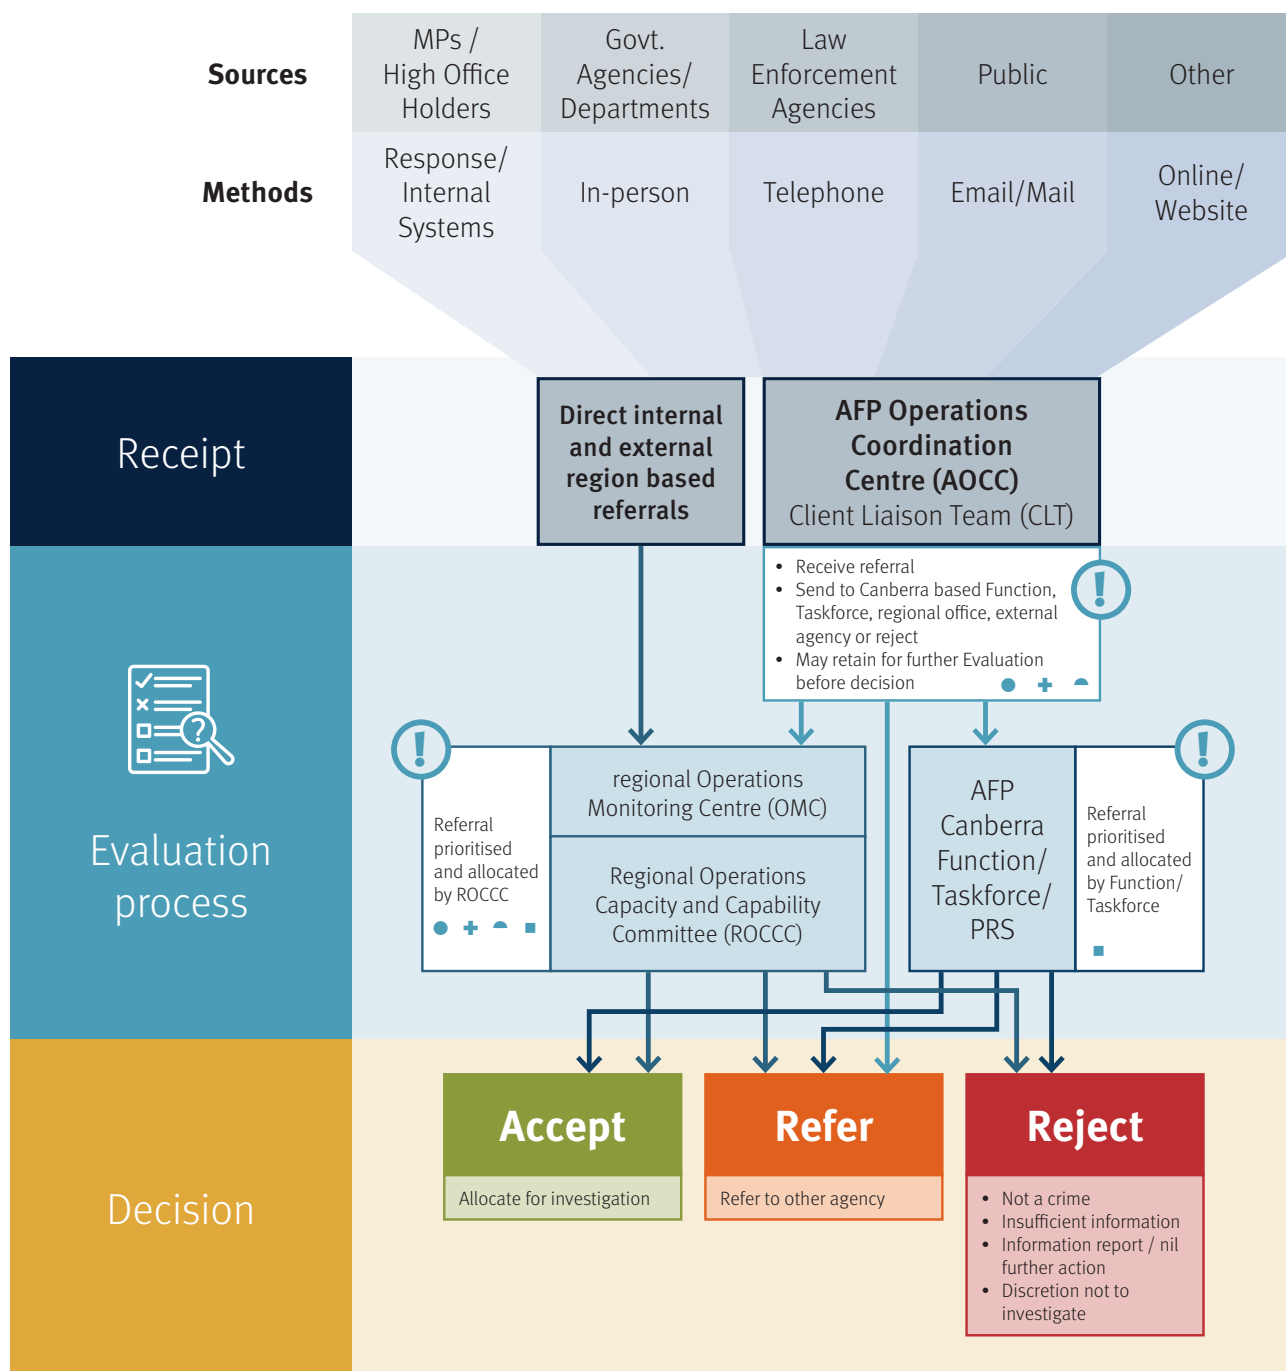 Sources
MPs /
High Office
Holders
Govt.
Agencies/
Departments
Law
Enforcement
Agencies
Public
Other
Methods
Response/
Internal
Systems
In-person
Telephone
Email/Mail
Online/
Website
Receipt
Direct internal
and external
region based
referrals
AFP Operations
Coordination
Centre (AOCC)
Client Liaison Team (CLT)
• Receive referral
• Send to Canberra based Function,
Taskforce, regional office, external
agency or reject
• May retain for further Evaluation
before decision
!
Evaluation
process
?
!
Referral
prioritised
and allocated
by ROCCC
regional Operations
Monitoring Centre (OMC)
Regional Operations
Capacity and Capability
Committee (ROCCC)
AFP
Canberra
Function/
Taskforce/
PRS
!
Referral
prioritised
and allocated
by Function/
Taskforce
Decision
Accept
Allocate for investigation
Refer
Refer to other agency
Reject
• Not a crime
• Insufficient information
• Information report / nil
further action
• Discretion not to
investigate